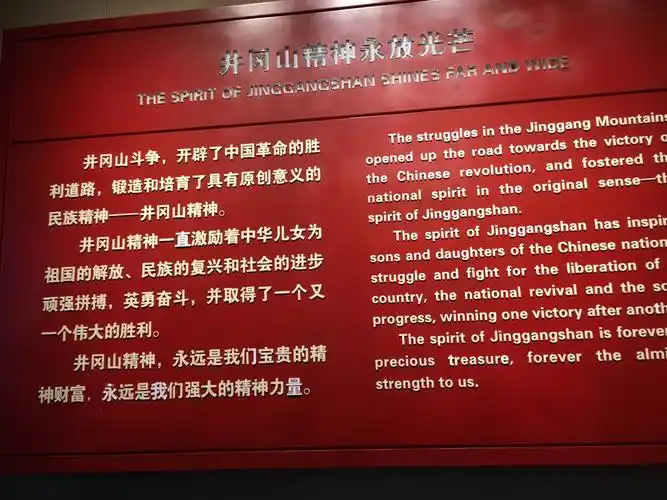 井冈山精神永放光芒
THE SPIRIT OF JINGGANGSHAN SHINES FAR AND WIDE
井冈山斗争，开辟了中国革命的胜
利道路，锻造和培育了具有原创意义的
民族精神——井冈山精神。
井冈山精神一直激励着中华儿女为
祖国的解放、民族的复兴和社会的进步
顽强拼搏，英勇奋斗，并取得了一个又
一个伟大的胜利。
井冈山精神，永远是我们宝贵的精
神财富，永远是我们强大的精神力量。
The struggles in the Jinggang Mountains
opened up the road towards the victory
the Chinese revolution, and fostered
national spirit in the original sense—
spirit of Jinggangshan.
The spirit of Jinggangshan has
sons and daughters of the Chinese
struggle and fight for the liberation of
country, the national revival and the
progress, winning one victory after
The spirit of Jinggangshan is forever
precious treasure, forever the
strength to us.